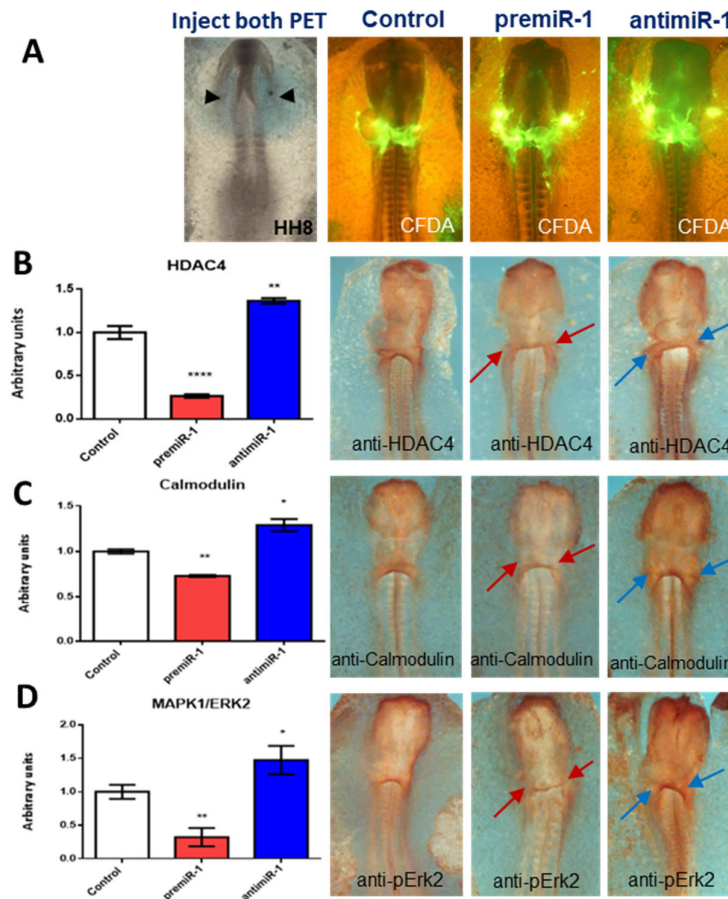 Inject both PET Control premiR-1 antimiR-1
A
HH8 CFDA CFDA CFDA
B
HDAC4
Arbitrary units
1.5
1.0
0.5
0.0
**
****
Control premiR-1 antimiR-1
anti-HDAC4 anti-HDAC4 anti-HDAC4
C
Calmodulin
Arbitrary units
1.5
1.0
0.5
0.0
*
**
Control premiR-1 antimiR-1
anti-Calmodulin anti-Calmodulin anti-Calmodulin
D
MAPK1/ERK2
Arbitrary units
2.0
1.5
1.0
0.5
0.0
*
**
Control premiR-1 antimiR-1
anti-pErk2 anti-pErk2 anti-pErk2